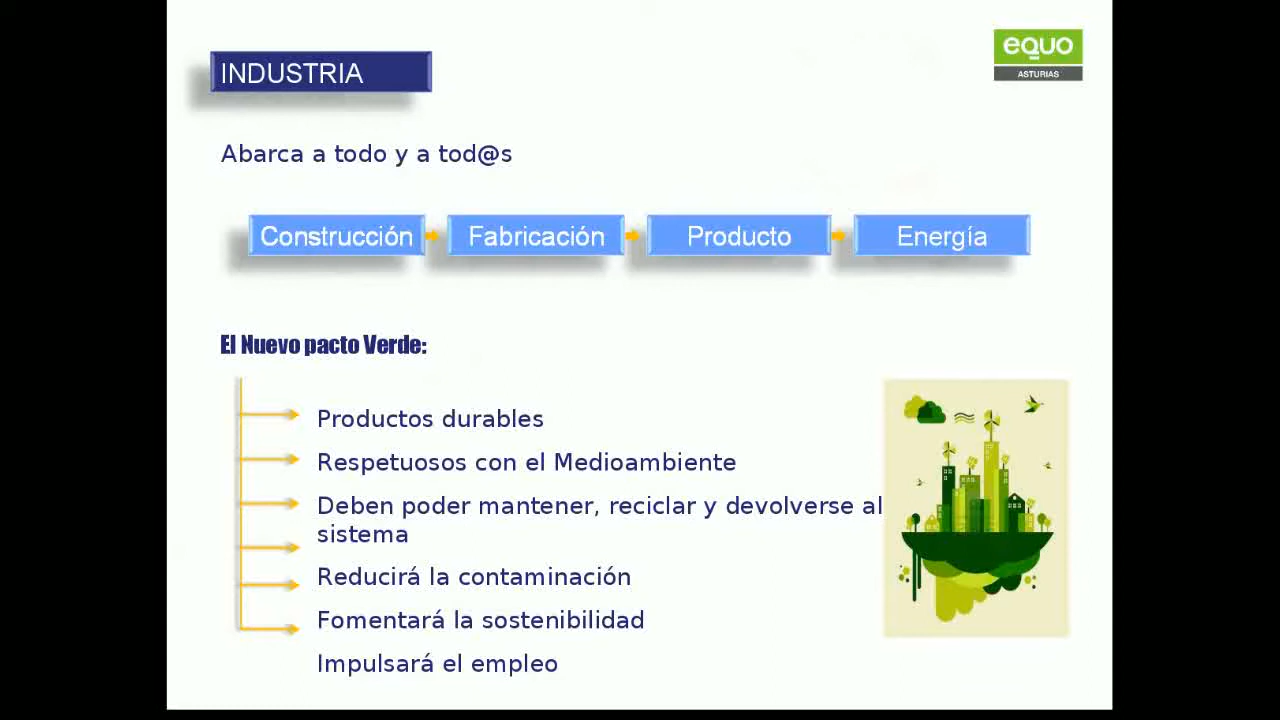 INDUSTRIA
equo
ASTURIAS
Abarca a todo y a tod@s
Construcción
Fabricación
Producto
Energía
El Nuevo pacto Verde:
Productos durables
Respetuosos con el Medioambiente
Deben poder mantener, reciclar y devolverse al
sistema
Reducirá la contaminación
Fomentará la sostenibilidad
Impulsará el empleo